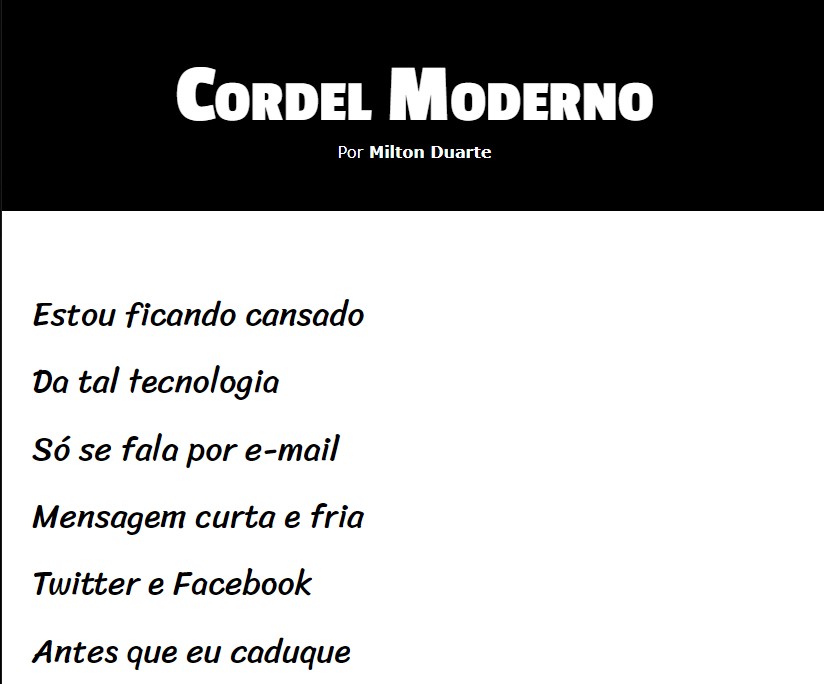 Cordel Moderno
Por Milton Duarte
Estou ficando cansado
Da tal tecnologia
Só se fala por e-mail
Mensagem curta e fria
Twitter e Facebook
Antes que eu caduque